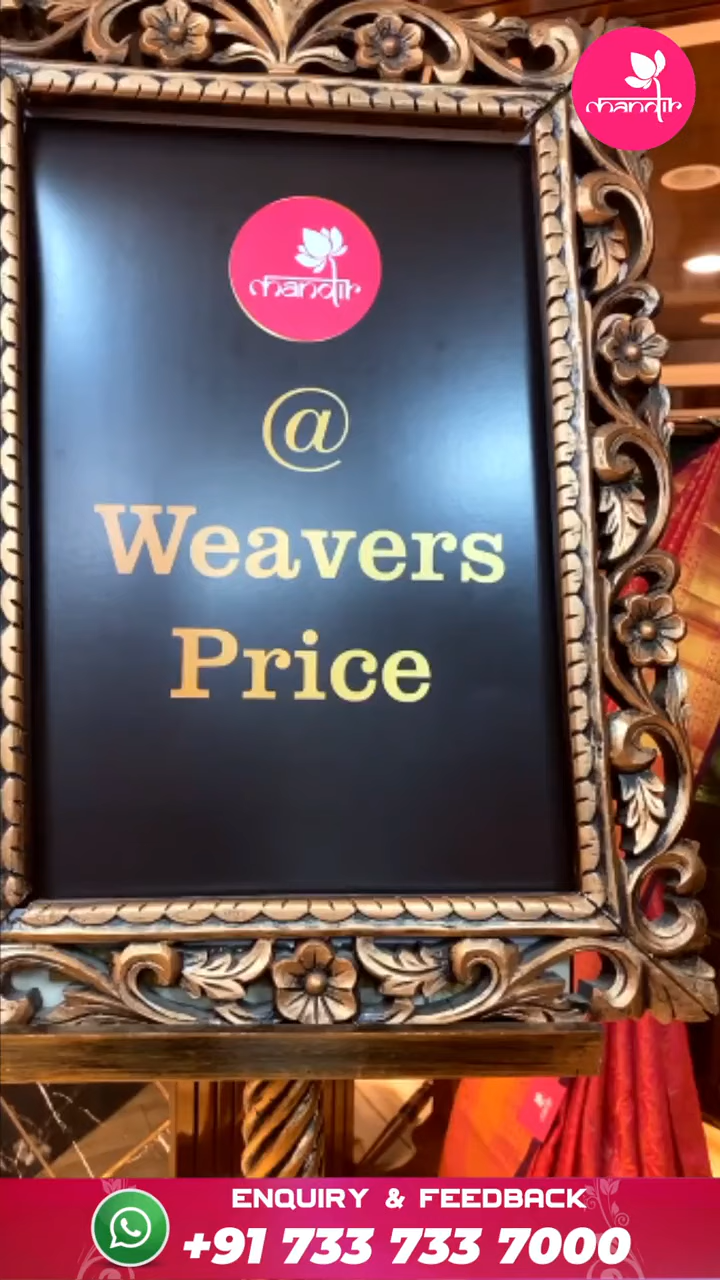 mandir
mandir
@
Weavers
Price
ENQUIRY & FEEDBACK
+91 733 733 7000